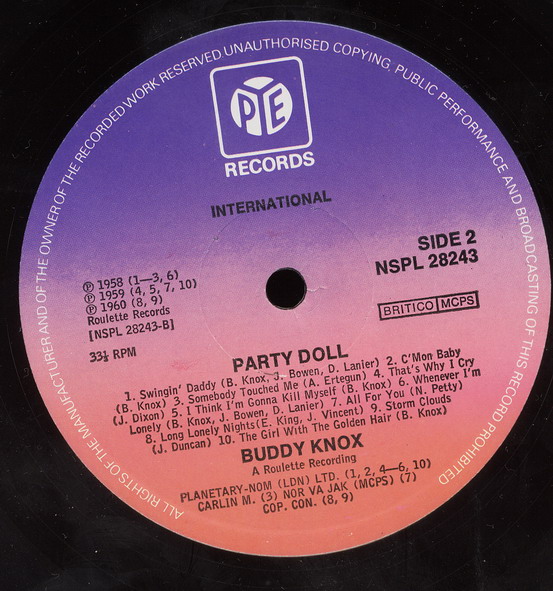 ALL RIGHTS OF THE MANUFACTURER AND OF THE OWNER OF THE RECORDED WORK RESERVED UNAUTHORISED COPYING, PUBLIC PERFORMANCE AND BROADCASTING OF THIS RECORD PROHIBITED
PYE
RECORDS
INTERNATIONAL
SIDE 2
NSPL 28243
℗ 1958 (1—3, 6)
℗ 1959 (4, 5, 7, 10)
℗ 1960 (8, 9)
Roulette Records
[NSPL 28243-B]
BRITICO MCPS
33⅓ RPM
PARTY DOLL
1. Swingin' Daddy (B. Knox, J. Bowen, D. Lanier) 2. C'Mon Baby
(B. Knox) 3. Somebody Touched Me (A. Ertegun) 4. That's Why I Cry
(J. Dixon) 5. I Think I'm Gonna Kill Myself (B. Knox) 6. Whenever I'm
Lonely (B. Knox, J. Bowen, D. Lanier) 7. All For You (N. Petty)
8. Long Lonely Nights(E. King, J. Vincent) 9. Storm Clouds
(J. Duncan) 10. The Girl With The Golden Hair (B. Knox)
BUDDY KNOX
A Roulette Recording
PLANETARY-NOM (LDN) LTD. (1, 2, 4—6, 10)
CARLIN M. (3) NOR VA JAK (MCPS) (7)
COP. CON. (8, 9)